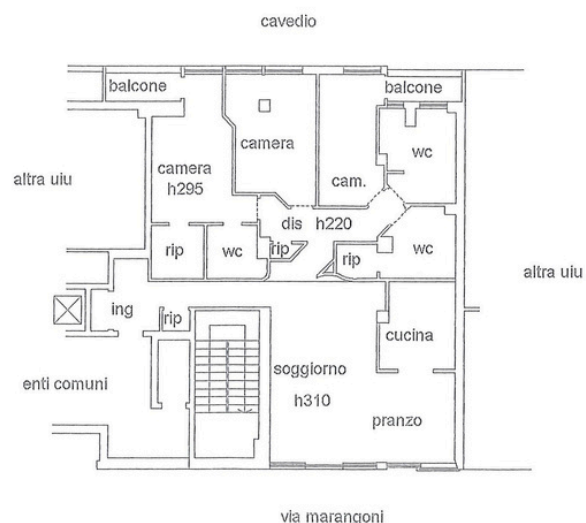 cavedio
balcone
balcone
camera
wc
camera
h295
cam.
altra uiu
dis h220
rip
wc
rip
rip
wc
altra uiu
ing
rip
cucina
soggiorno
enti comuni
h310
pranzo
via marangoni